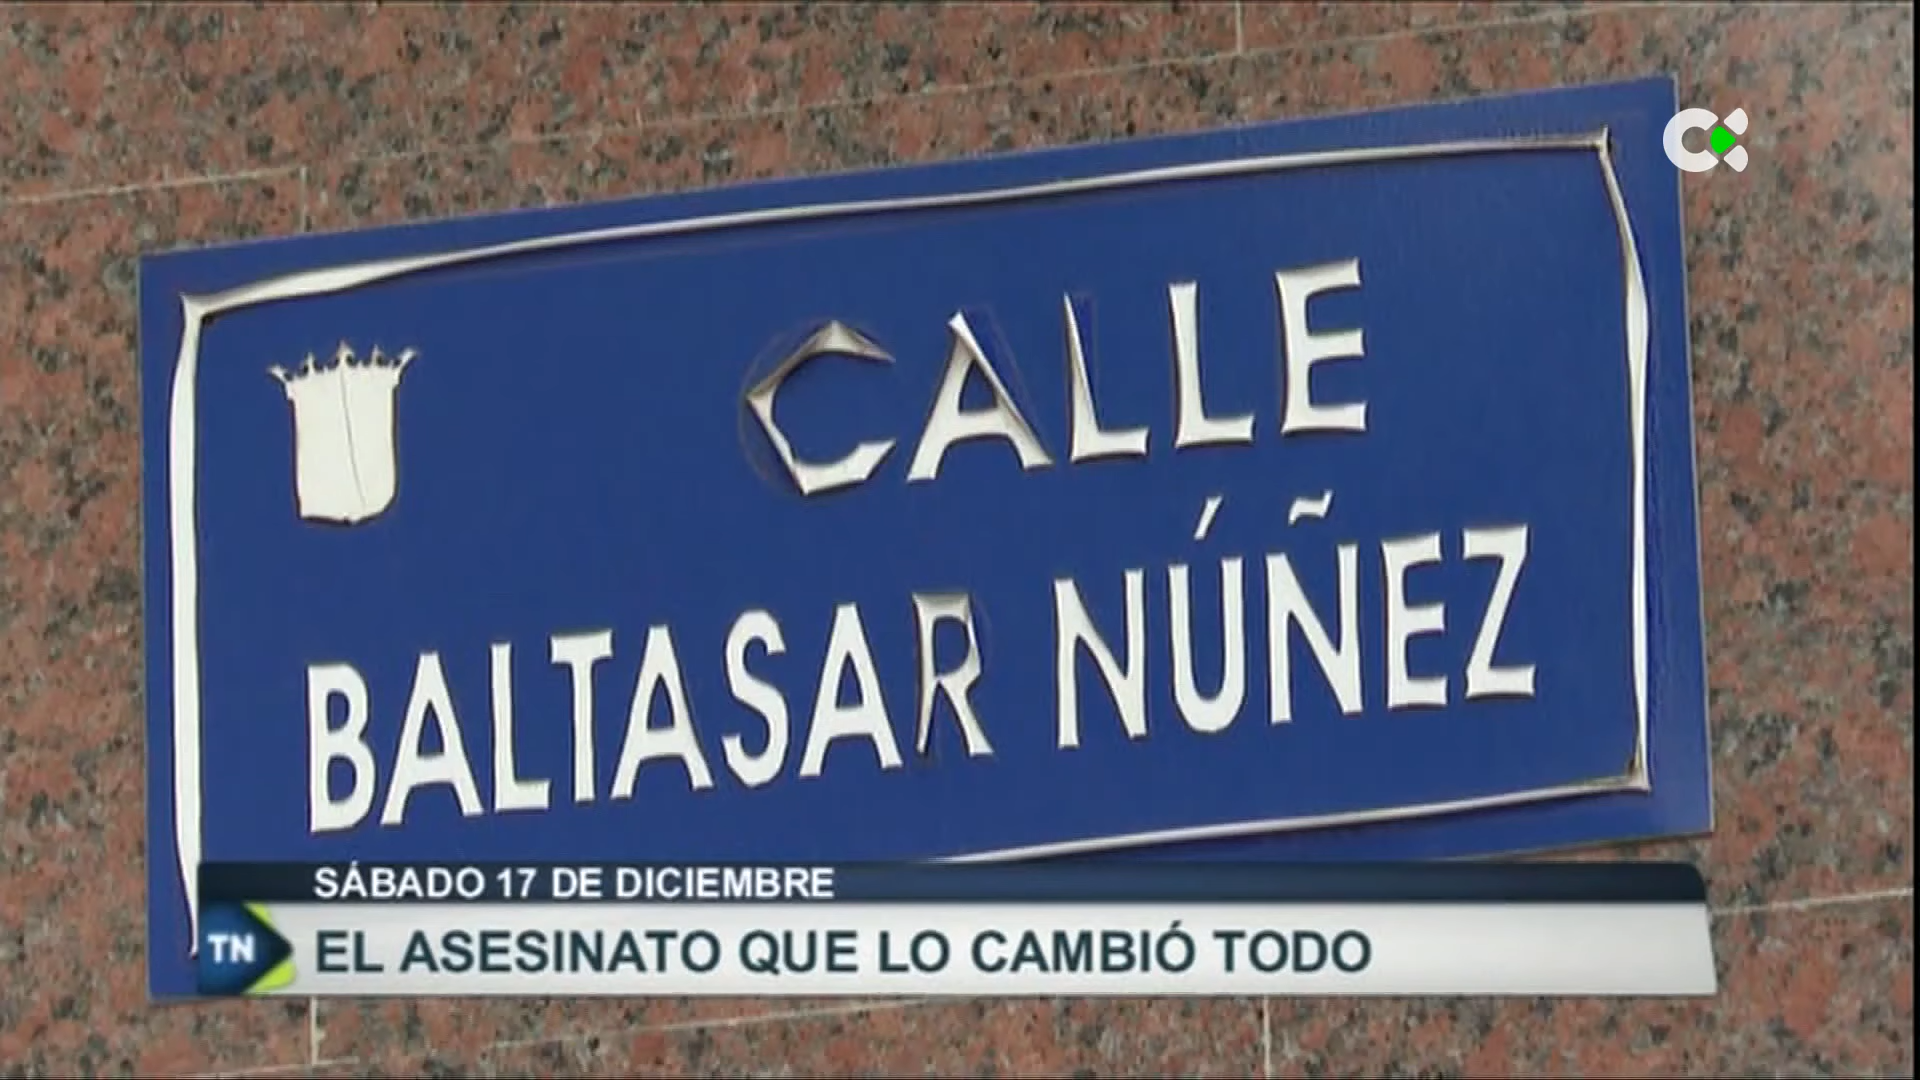 CALLE
BALTASAR NÚÑEZ
SÁBADO 17 DE DICIEMBRE
TN
EL ASESINATO QUE LO CAMBIÓ TODO